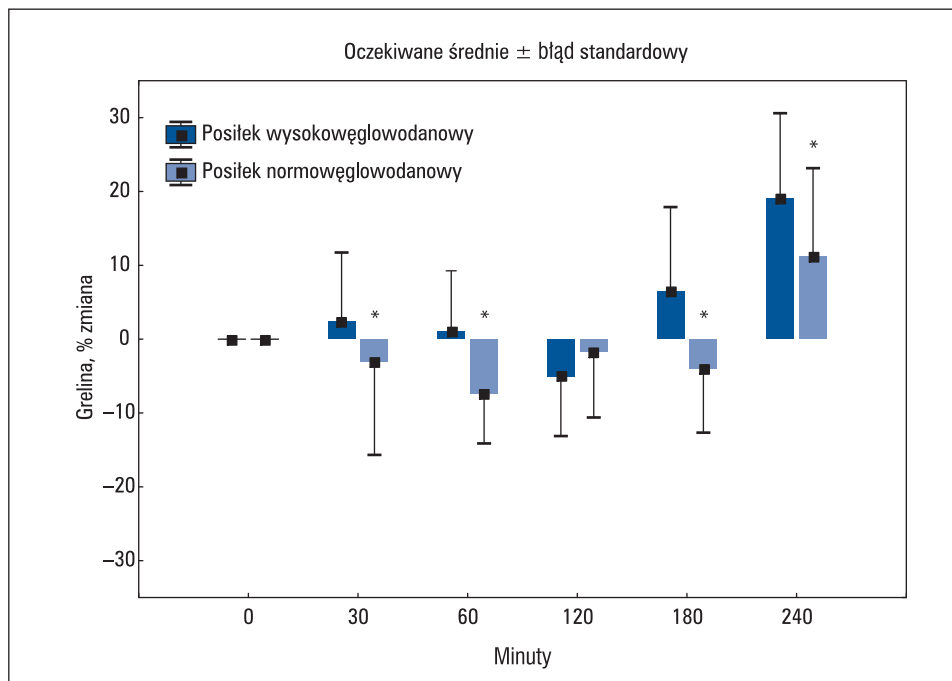 Oczekiwane średnie ± błąd standardowy
Posiłek wysokowęglowodanowy
Posiłek normowęglowodanowy
Grelina, % zmiana
30
20
10
0
–10
–20
–30
* * * *
0 30 60 120 180 240
Minuty